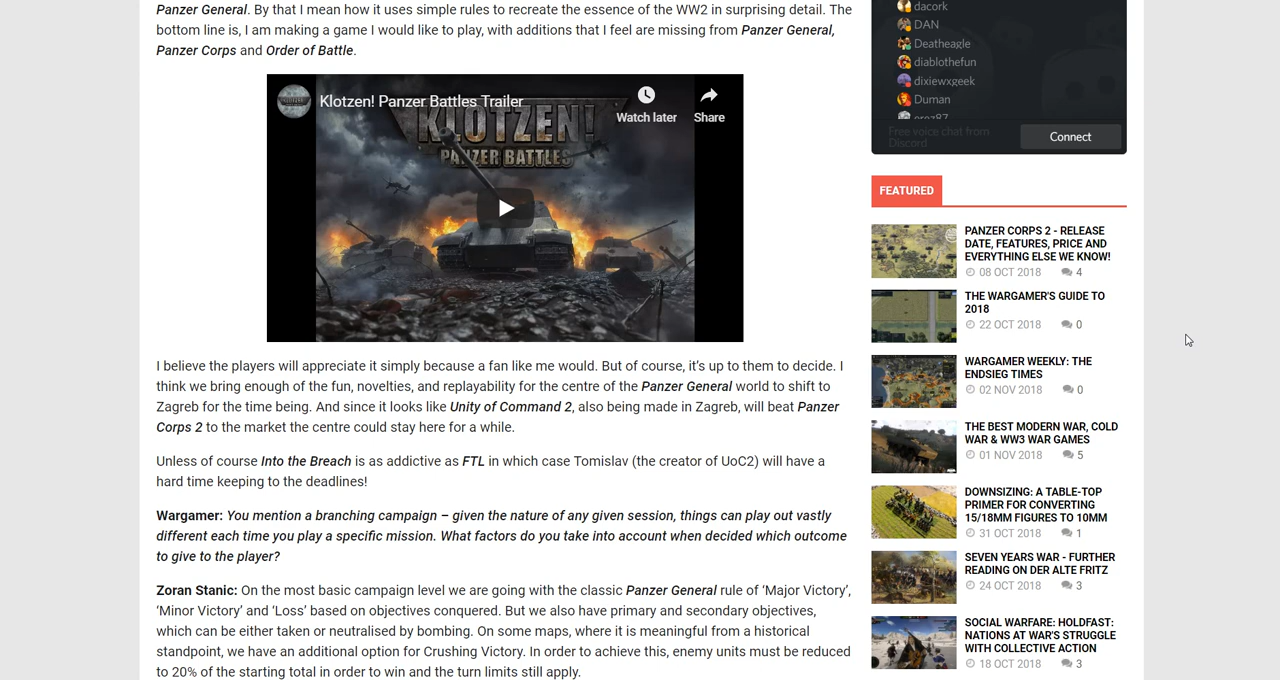 Panzer General. By that I mean how it uses simple rules to recreate the essence of the WW2 in surprising detail. The
bottom line is, I am making a game I would like to play, with additions that I feel are missing from Panzer General,
Panzer Corps and Order of Battle.
Klotzen! Panzer Battles Trailer
Watch later
Share
KLOTZEN!
PANZER BATTLES
I believe the players will appreciate it simply because a fan like me would. But of course, it's up to them to decide. I
think we bring enough of the fun, novelties, and replayability for the centre of the Panzer General world to shift to
Zagreb for the time being. And since it looks like Unity of Command 2, also being made in Zagreb, will beat Panzer
Corps 2 to the market the centre could stay here for a while.
Unless of course Into the Breach is as addictive as FTL in which case Tomislav (the creator of UoC2) will have a
hard time keeping to the deadlines!
Wargamer: You mention a branching campaign – given the nature of any given session, things can play out vastly
different each time you play a specific mission. What factors do you take into account when decided which outcome
to give to the player?
Zoran Stanic: On the most basic campaign level we are going with the classic Panzer General rule of 'Major Victory',
'Minor Victory' and 'Loss' based on objectives conquered. But we also have primary and secondary objectives,
which can be either taken or neutralised by bombing. On some maps, where it is meaningful from a historical
standpoint, we have an additional option for Crushing Victory. In order to achieve this, enemy units must be reduced
to 20% of the starting total in order to win and the turn limits still apply.
dacork
DAN
Deatheagle
diablothefun
dixiewxgeek
Duman
erez87
Free voice chat from
Discord
Connect
FEATURED
PANZER CORPS 2 - RELEASE
DATE, FEATURES, PRICE AND
EVERYTHING ELSE WE KNOW!
08 OCT 2018 4
THE WARGAMER'S GUIDE TO
2018
22 OCT 2018 0
WARGAMER WEEKLY: THE
ENDSIEG TIMES
02 NOV 2018 0
THE BEST MODERN WAR, COLD
WAR & WW3 WAR GAMES
01 NOV 2018 5
DOWNSIZING: A TABLE-TOP
PRIMER FOR CONVERTING
15/18MM FIGURES TO 10MM
31 OCT 2018 1
SEVEN YEARS WAR - FURTHER
READING ON DER ALTE FRITZ
24 OCT 2018 3
SOCIAL WARFARE: HOLDFAST:
NATIONS AT WAR'S STRUGGLE
WITH COLLECTIVE ACTION
18 OCT 2018 3